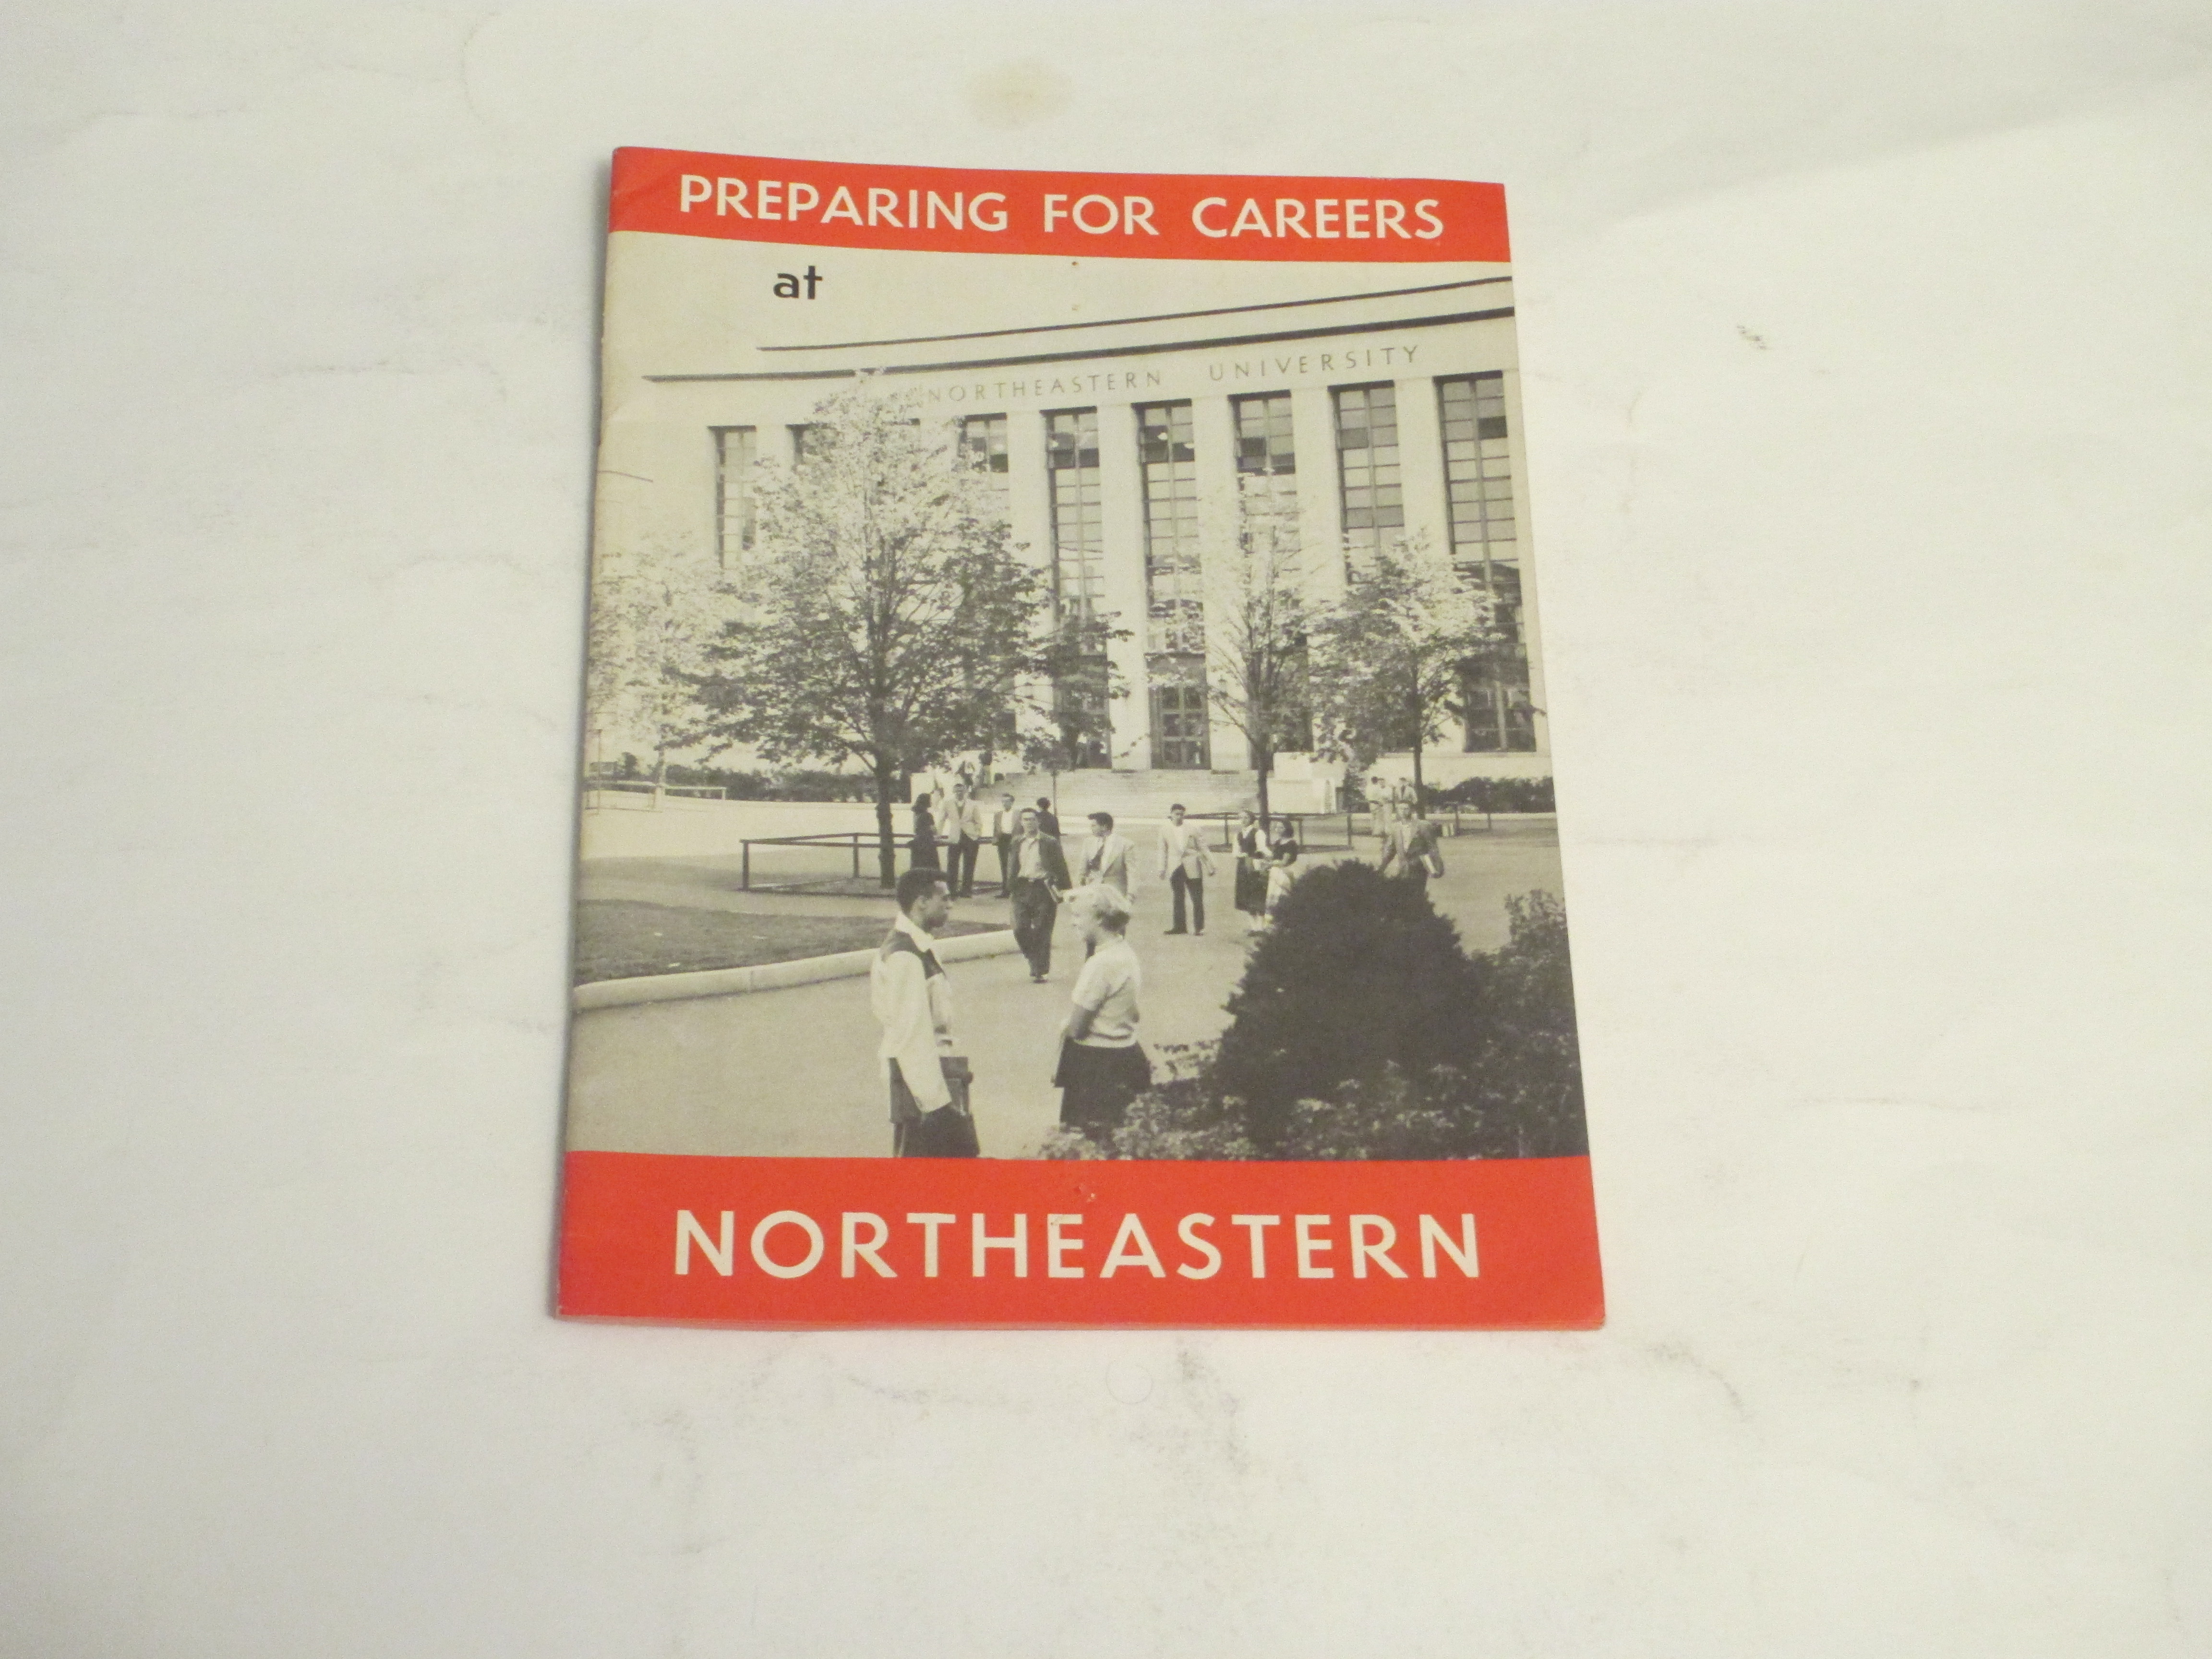 PREPARING FOR CAREERS
at
NORTHEASTERN UNIVERSITY
NORTHEASTERN